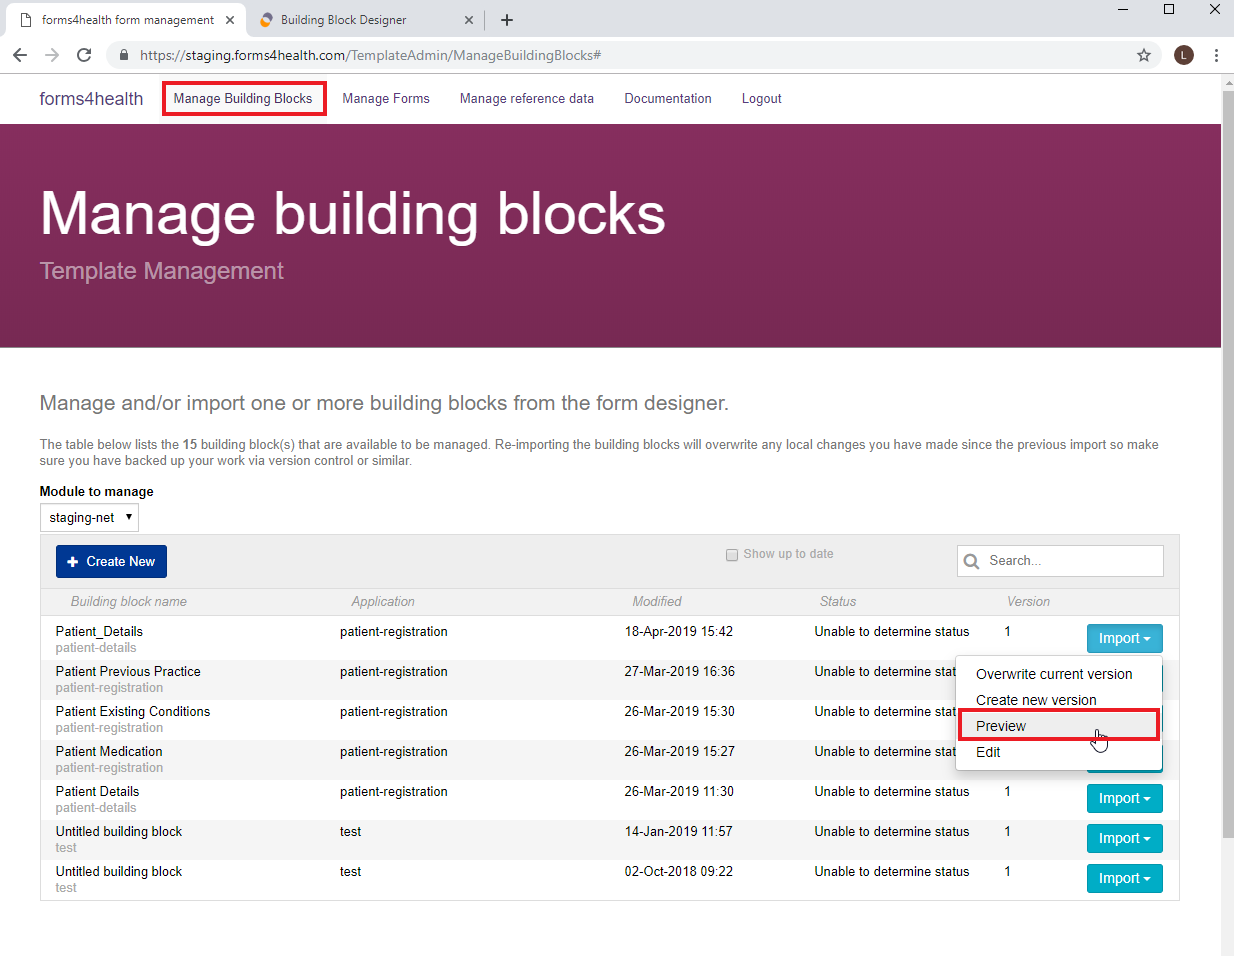 forms4health form management
Building Block Designer
https://staging.forms4health.com/TemplateAdmin/ManageBuildingBlocks#
L
forms4health
Manage Building Blocks
Manage Forms
Manage reference data
Documentation
Logout
Manage building blocks
Template Management
Manage and/or import one or more building blocks from the form designer.
The table below lists the 15 building block(s) that are available to be managed. Re-importing the building blocks will overwrite any local changes you have made since the previous import so make
sure you have backed up your work via version control or similar.
Module to manage
staging-net
+ Create New
Show up to date
Search...
Building block name Application Modified Status Version
Patient_Details patient-registration 18-Apr-2019 15:42 Unable to determine status 1 Import
patient-details
Patient Previous Practice patient-registration 27-Mar-2019 16:36 Unable to determine stat
patient-registration
Patient Existing Conditions patient-registration 26-Mar-2019 15:30 Unable to determine stat
patient-registration
Patient Medication patient-registration 26-Mar-2019 15:27 Unable to determine stat
patient-registration
Overwrite current version
Create new version
Preview
Edit
Patient Details patient-registration 26-Mar-2019 11:30 Unable to determine status 1 Import
patient-details
Untitled building block test 14-Jan-2019 11:57 Unable to determine status 1 Import
test
Untitled building block test 02-Oct-2018 09:22 Unable to determine status 1 Import
test